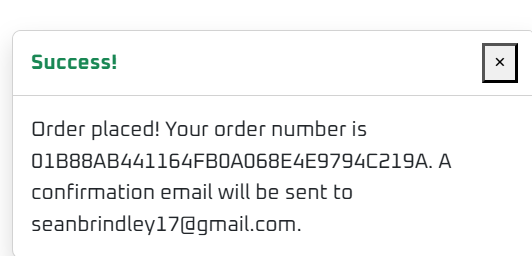 Success!
×
Order placed! Your order number is
01B88AB441164FB0A068E4E9794C219A. A
confirmation email will be sent to
seanbrindley17@gmail.com.